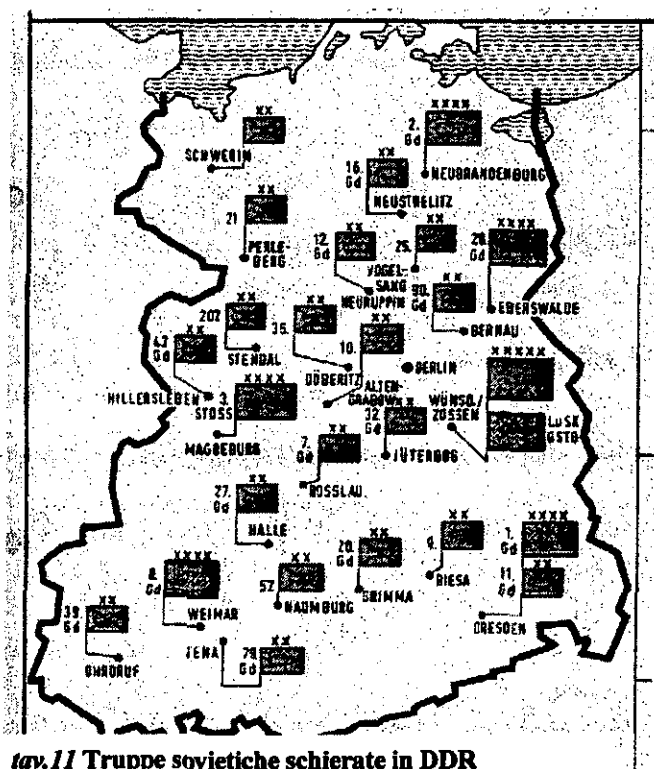 xx
SCHWERIN
xxxx
2.
Gd
NEUBRANDENBURG
xx
16.
Gd
NEUSTRELITZ
xx
21
PERLE-
BERG
xx
12.
Gd
NEURUPPIN
xx
25.
VOGEL-
SANG
xxxx
20.
Gd
EBERSWALDE
xx
90.
Gd
BERNAU
xx
207
STENDAL
xx
35.
DÖBERITZ
xx
10.
ALTEN-
GRABOW
BERLIN
xx
47.
Gd
HILLERSLEBEN
xxxx
3.
STOSS
MAGDEBURG
xxxxx
WÜNSD./
ZOSSEN
LuSK
GSTD
xx
32.
Gd
JÜTERBOG
xx
7.
Gd
ROSSLAU
xx
27.
Gd
HALLE
xxxx
8.
Gd
WEIMAR
xx
57.
NAUMBURG
xx
20.
Gd
GRIMMA
xx
9.
RIESA
xxxx
1.
Gd
xx
11.
Gd
DRESDEN
xx
39.
Gd
OHRDRUF
JENA
xx
79.
Gd
tav.11 Truppe sovietiche schierate in DDR